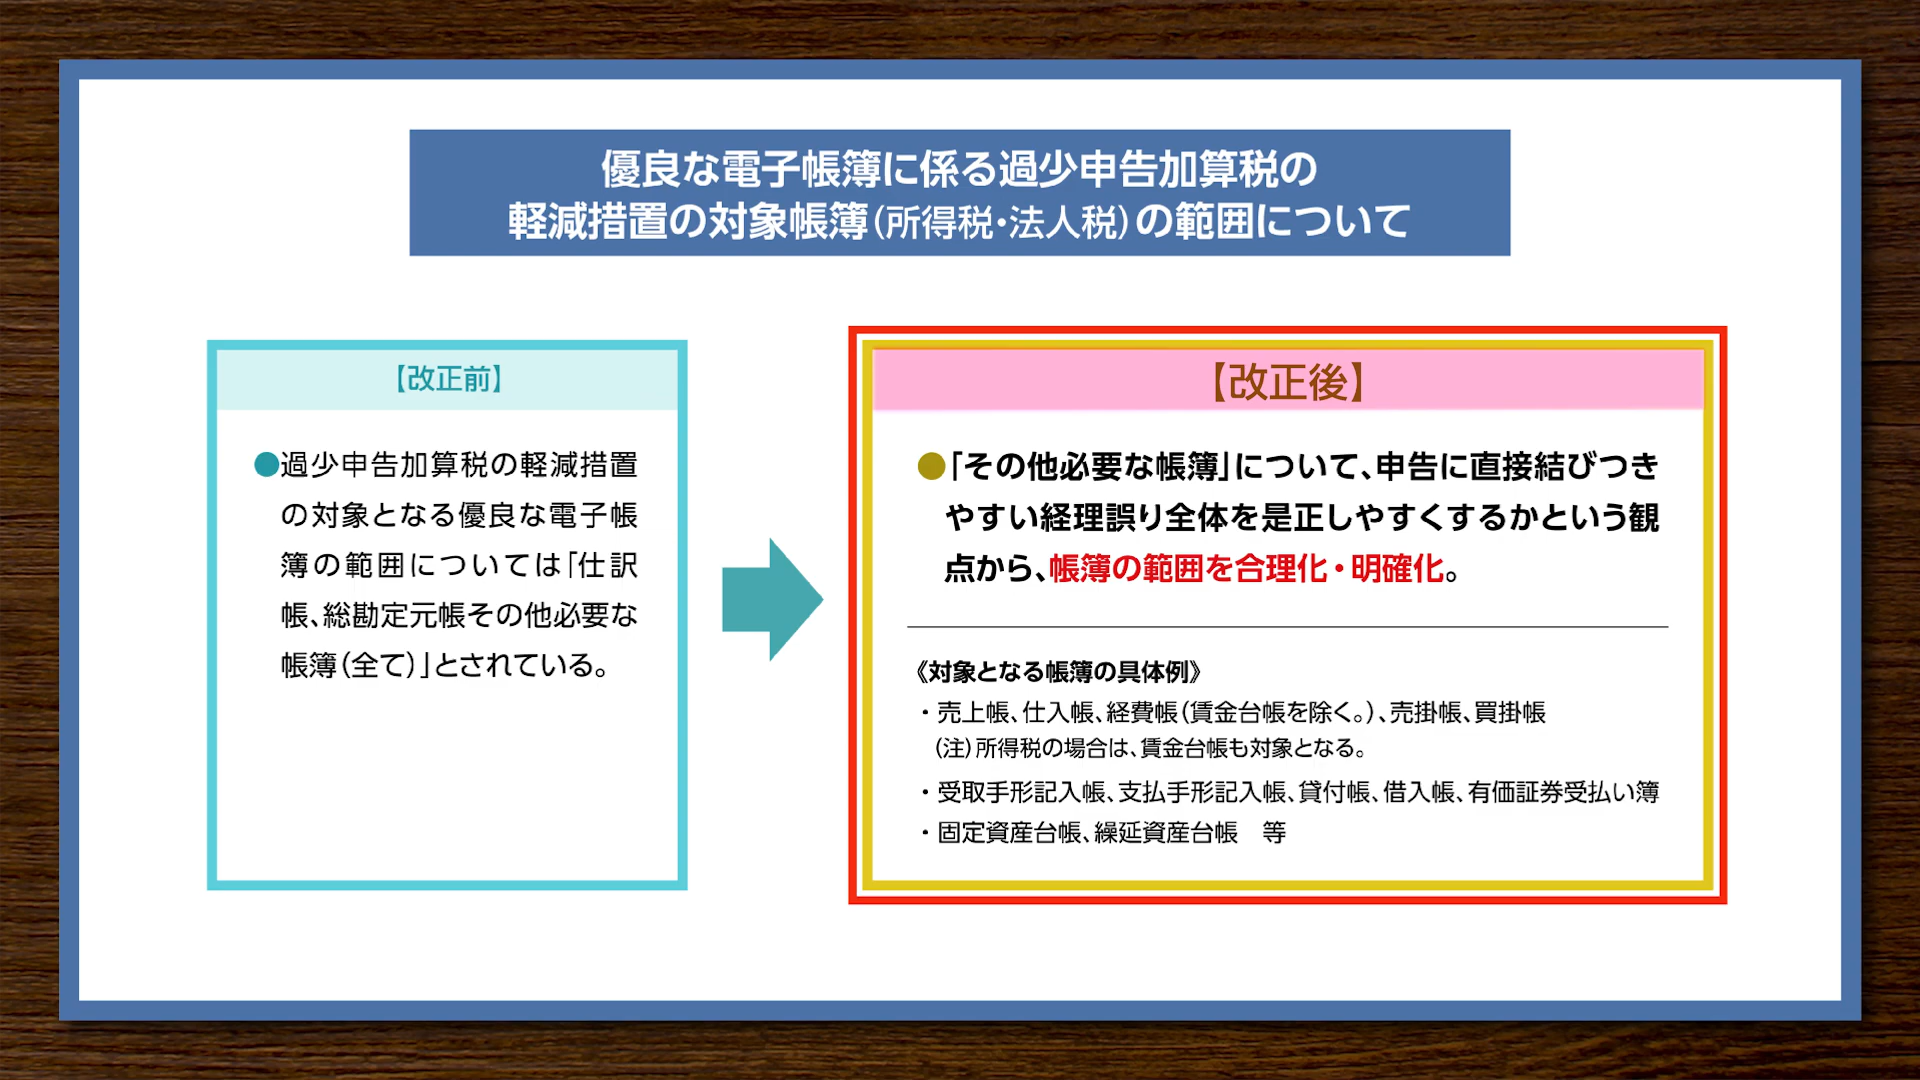 優良な電子帳簿に係る過少申告加算税の
軽減措置の対象帳簿(所得税・法人税)の範囲について
【改正前】
●過少申告加算税の軽減措置
の対象となる優良な電子帳
簿の範囲については「仕訳
帳、総勘定元帳その他必要な
帳簿(全て)」とされている。
【改正後】
●「その他必要な帳簿」について、申告に直接結びつき
やすい経理誤り全体を是正しやすくするかという観
点から、帳簿の範囲を合理化・明確化。
《対象となる帳簿の具体例》
・売上帳、仕入帳、経費帳(賃金台帳を除く。)、売掛帳、買掛帳
(注)所得税の場合は、賃金台帳も対象となる。
・受取手形記入帳、支払手形記入帳、貸付帳、借入帳、有価証券受払い簿
・固定資産台帳、繰延資産台帳　等